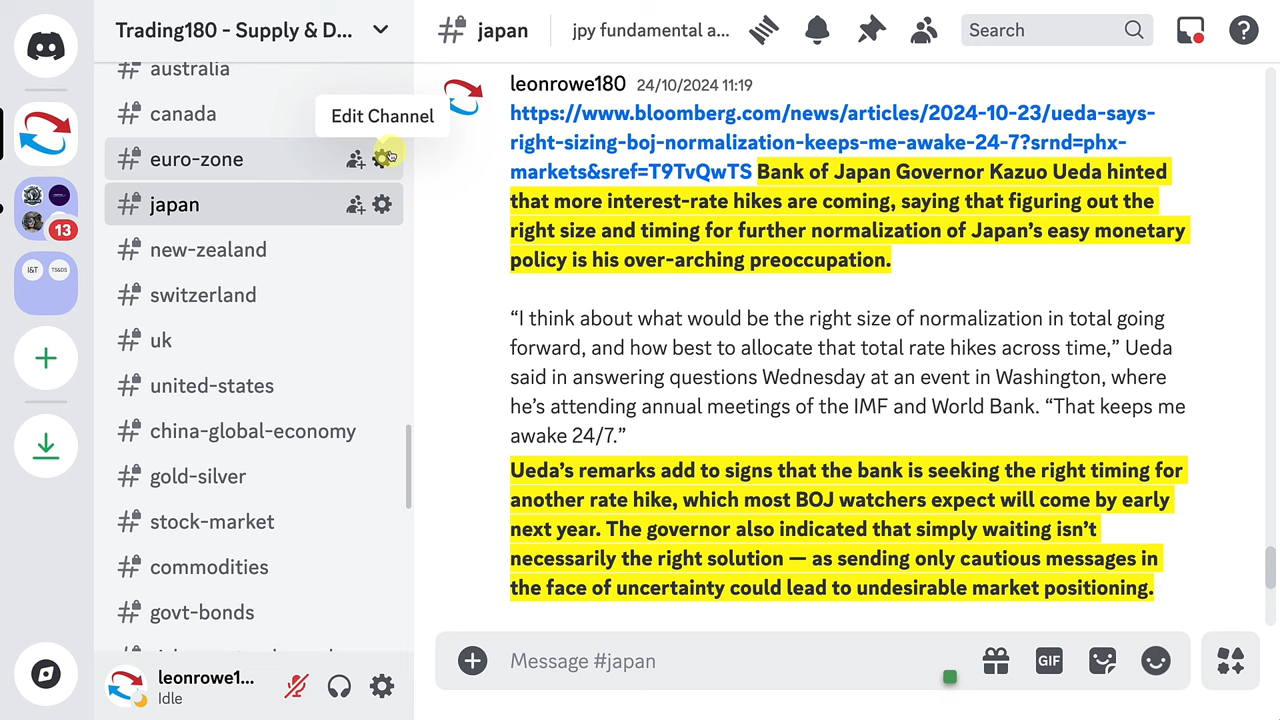 Trading180 - Supply & D...
australia
canada
Edit Channel
euro-zone
japan
new-zealand
switzerland
uk
united-states
china-global-economy
gold-silver
stock-market
commodities
govt-bonds
13
I&T
TS&DS
leonrowe1...
Idle
japan
jpy fundamental a...
Search
leonrowe180 24/10/2024 11:19
https://www.bloomberg.com/news/articles/2024-10-23/ueda-says-
right-sizing-boj-normalization-keeps-me-awake-24-7?srnd=phx-
markets&sref=T9TvQwTS Bank of Japan Governor Kazuo Ueda hinted
that more interest-rate hikes are coming, saying that figuring out the
right size and timing for further normalization of Japan’s easy monetary
policy is his over-arching preoccupation.
“I think about what would be the right size of normalization in total going
forward, and how best to allocate that total rate hikes across time,” Ueda
said in answering questions Wednesday at an event in Washington, where
he’s attending annual meetings of the IMF and World Bank. “That keeps me
awake 24/7.”
Ueda’s remarks add to signs that the bank is seeking the right timing for
another rate hike, which most BOJ watchers expect will come by early
next year. The governor also indicated that simply waiting isn’t
necessarily the right solution — as sending only cautious messages in
the face of uncertainty could lead to undesirable market positioning.
Message #japan
GIF